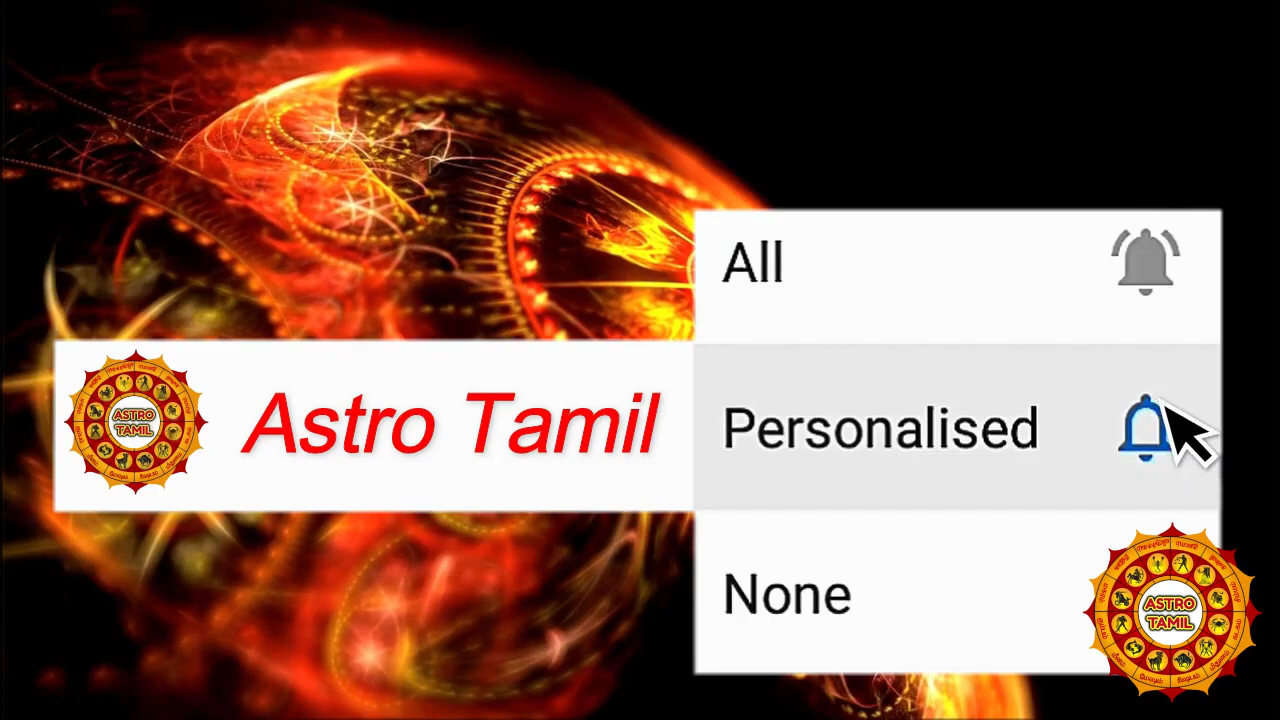 All
ASTRO
TAMIL
Astro Tamil
Personalised
None
ASTRO
TAMIL